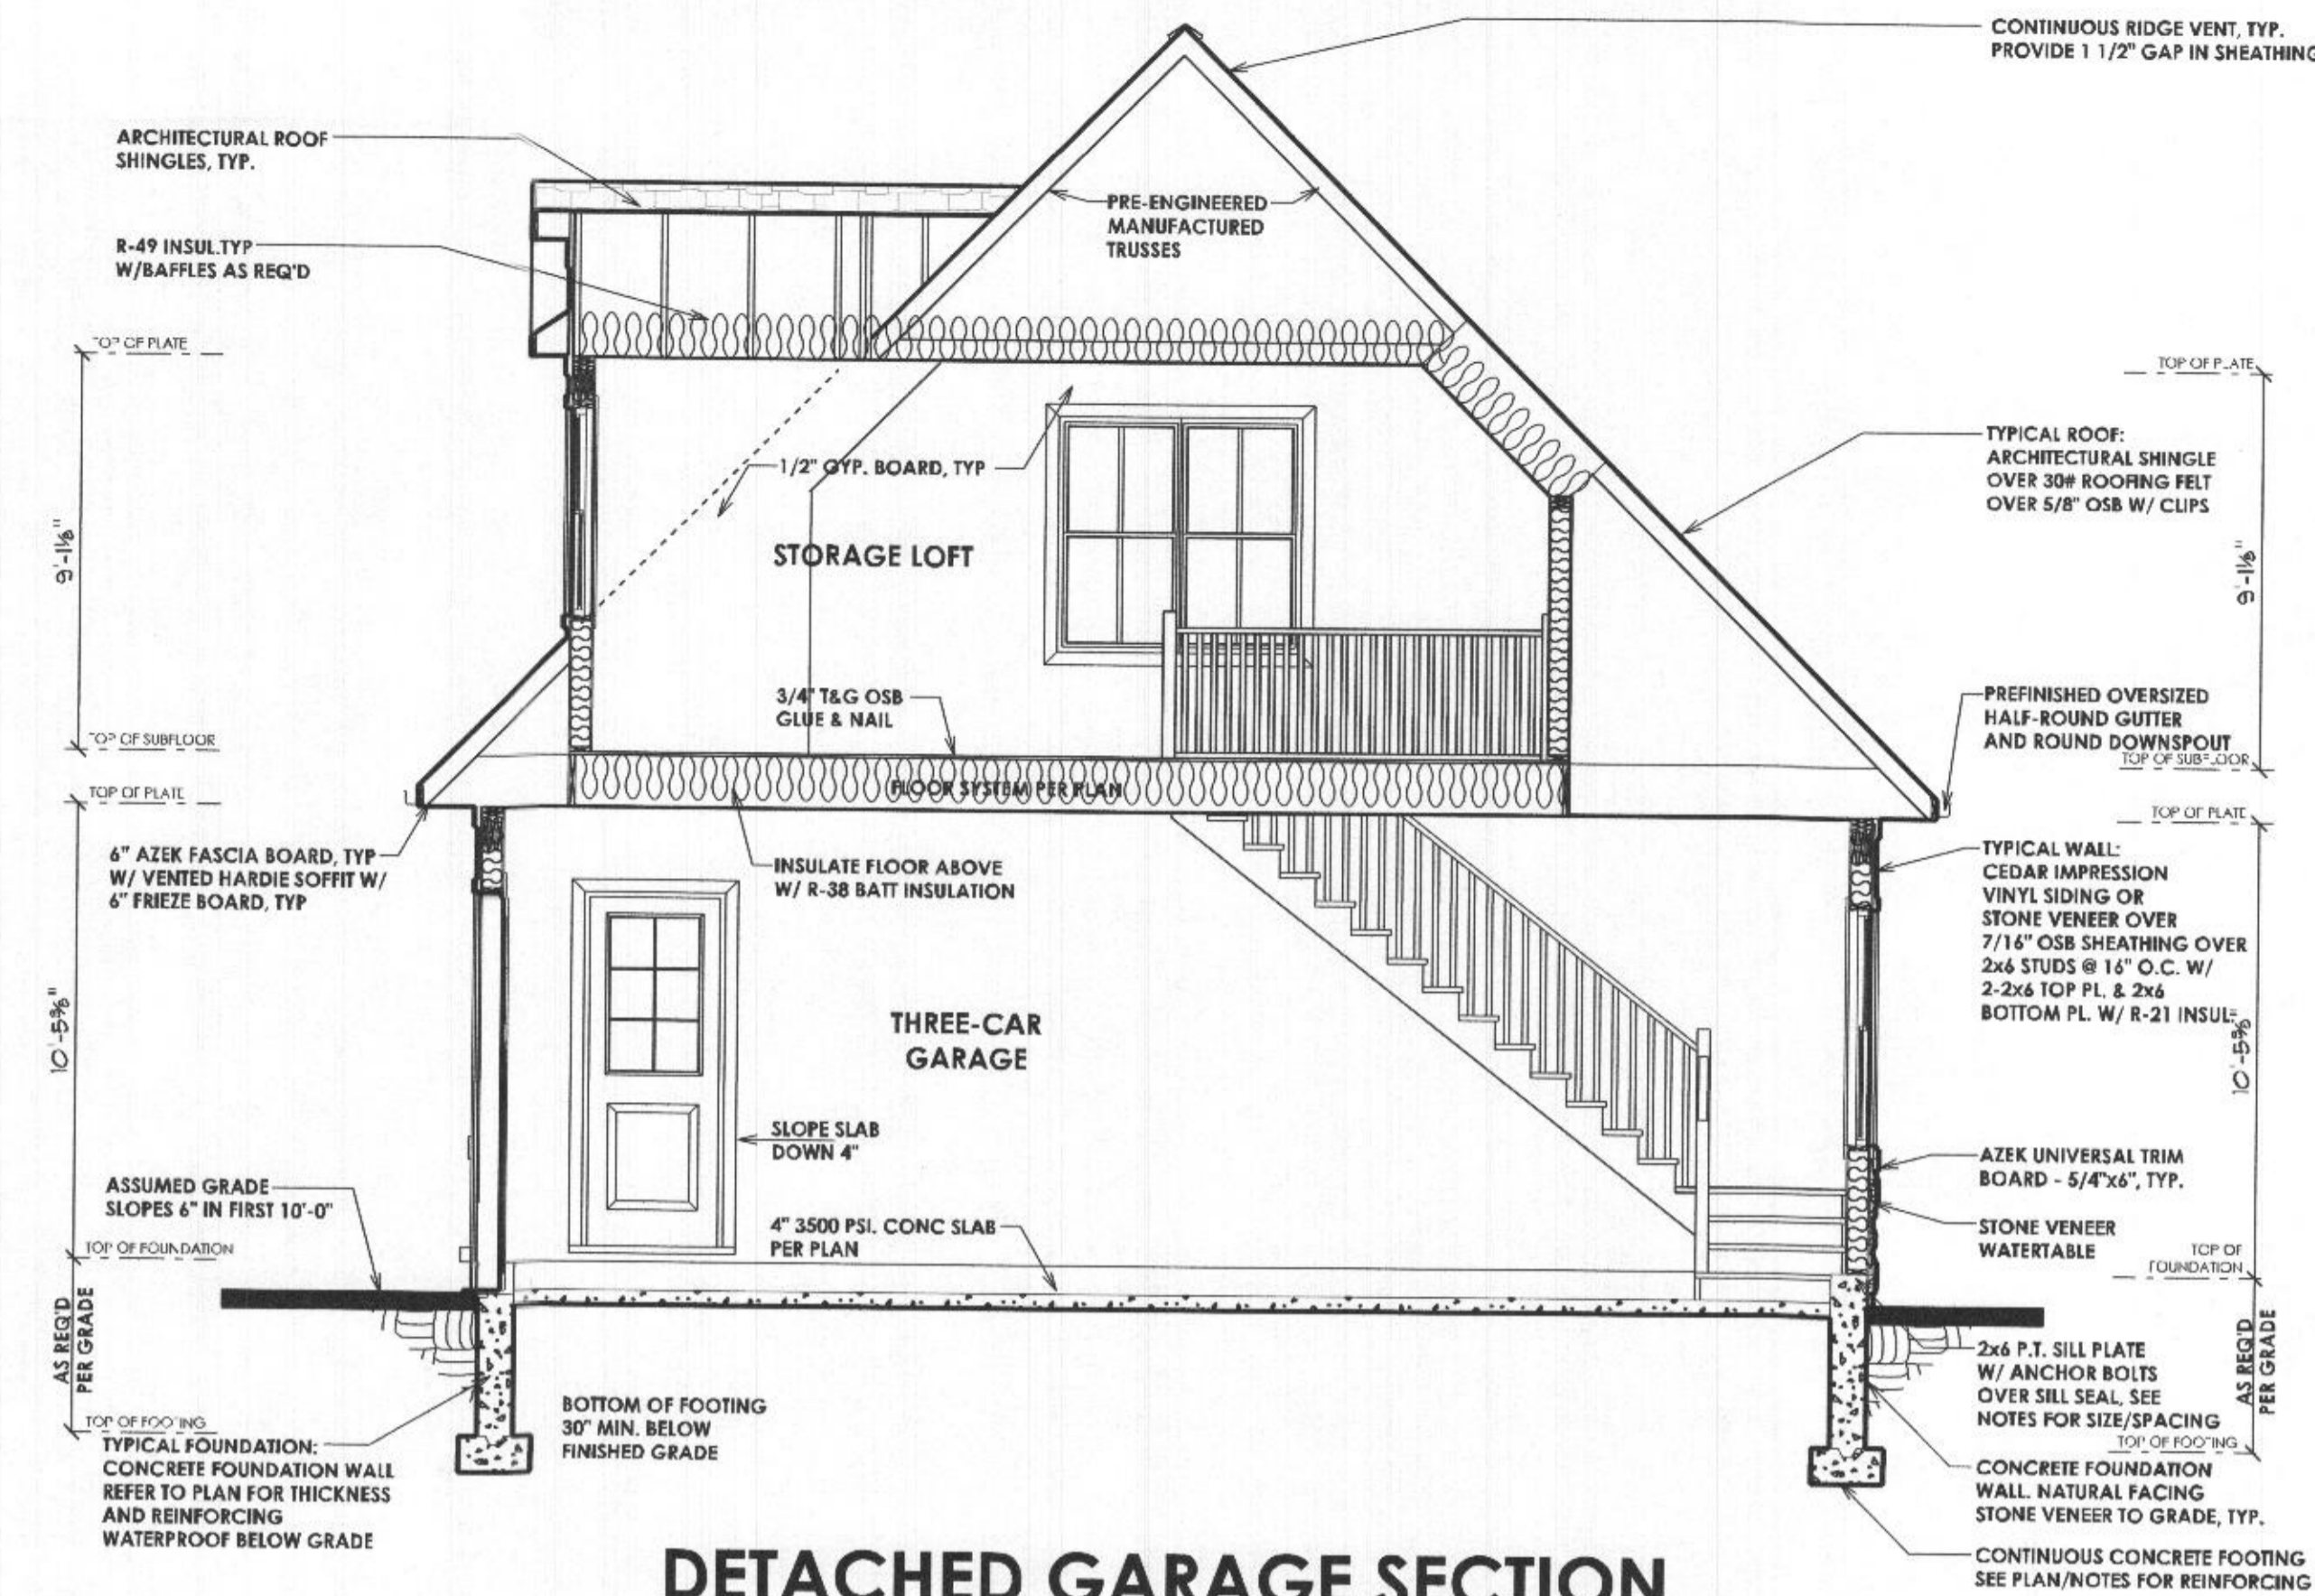 CONTINUOUS RIDGE VENT, TYP.
PROVIDE 1 1/2" GAP IN SHEATHING
ARCHITECTURAL ROOF
SHINGLES, TYP.
R-49 INSUL.TYP
W/BAFFLES AS REQ'D
PRE-ENGINEERED
MANUFACTURED
TRUSSES
TOP OF PLATE
TOP OF PLATE
TYPICAL ROOF:
ARCHITECTURAL SHINGLE
OVER 30# ROOFING FELT
OVER 5/8" OSB W/ CLIPS
1/2" GYP. BOARD, TYP
9'-1⅛"
9'-1⅛"
STORAGE LOFT
3/4" T&G OSB
GLUE & NAIL
PREFINISHED OVERSIZED
HALF-ROUND GUTTER
AND ROUND DOWNSPOUT
TOP OF SUBFLOOR
TOP OF SUBFLOOR
FLOOR SYSTEM PER PLAN
TOP OF PLATE
TOP OF PLATE
6" AZEK FASCIA BOARD, TYP
W/ VENTED HARDIE SOFFIT W/
6" FRIEZE BOARD, TYP
INSULATE FLOOR ABOVE
W/ R-38 BATT INSULATION
TYPICAL WALL:
CEDAR IMPRESSION
VINYL SIDING OR
STONE VENEER OVER
7/16" OSB SHEATHING OVER
2x6 STUDS @ 16" O.C. W/
2-2x6 TOP PL. & 2x6
BOTTOM PL. W/ R-21 INSUL.
10'-5⅝"
10'-5⅝"
THREE-CAR
GARAGE
SLOPE SLAB
DOWN 4"
AZEK UNIVERSAL TRIM
BOARD - 5/4"x6", TYP.
ASSUMED GRADE
SLOPES 6" IN FIRST 10'-0"
4" 3500 PSI. CONC SLAB
PER PLAN
STONE VENEER
WATERTABLE
TOP OF FOUNDATION
TOP OF
FOUNDATION
AS REQ'D
PER GRADE
AS REQ'D
PER GRADE
2x6 P.T. SILL PLATE
W/ ANCHOR BOLTS
OVER SILL SEAL, SEE
NOTES FOR SIZE/SPACING
BOTTOM OF FOOTING
30" MIN. BELOW
FINISHED GRADE
TOP OF FOOTING
TOP OF FOOTING
TYPICAL FOUNDATION:
CONCRETE FOUNDATION WALL
REFER TO PLAN FOR THICKNESS
AND REINFORCING
WATERPROOF BELOW GRADE
CONCRETE FOUNDATION
WALL. NATURAL FACING
STONE VENEER TO GRADE, TYP.
CONTINUOUS CONCRETE FOOTING
SEE PLAN/NOTES FOR REINFORCING
DETACHED GARAGE SECTION